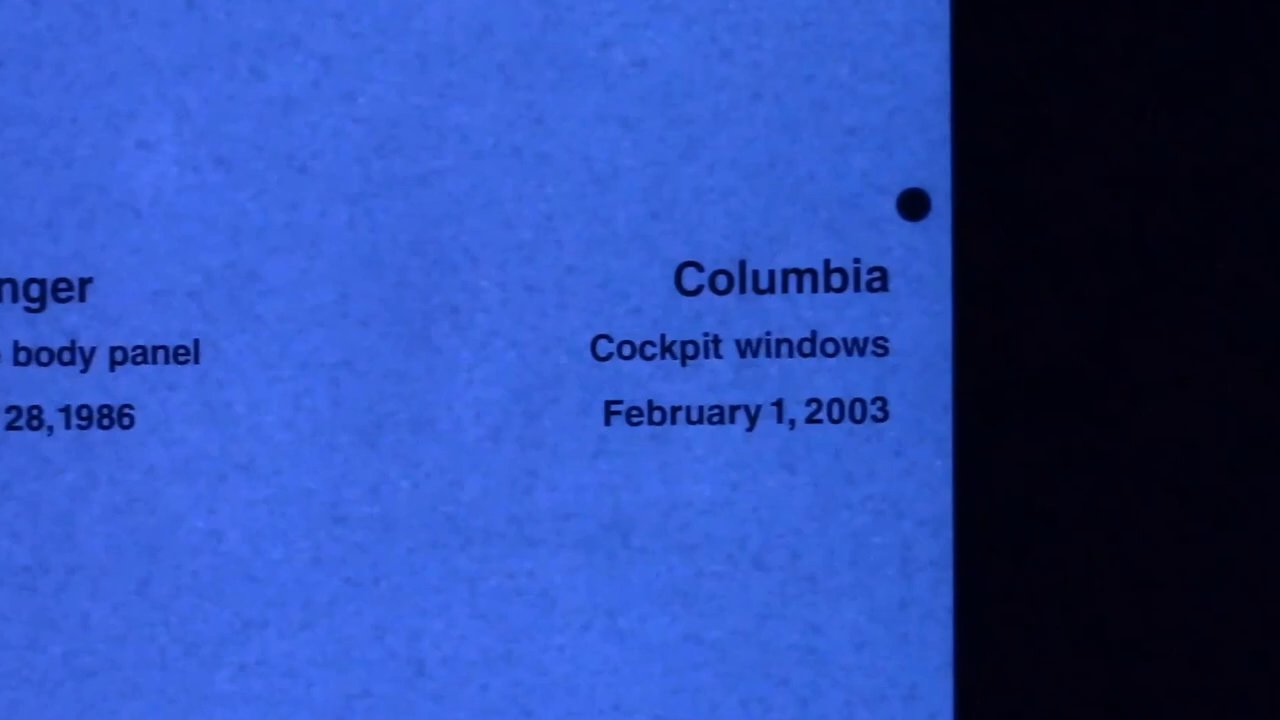 nger
body panel
28,1986
Columbia
Cockpit windows
February 1, 2003